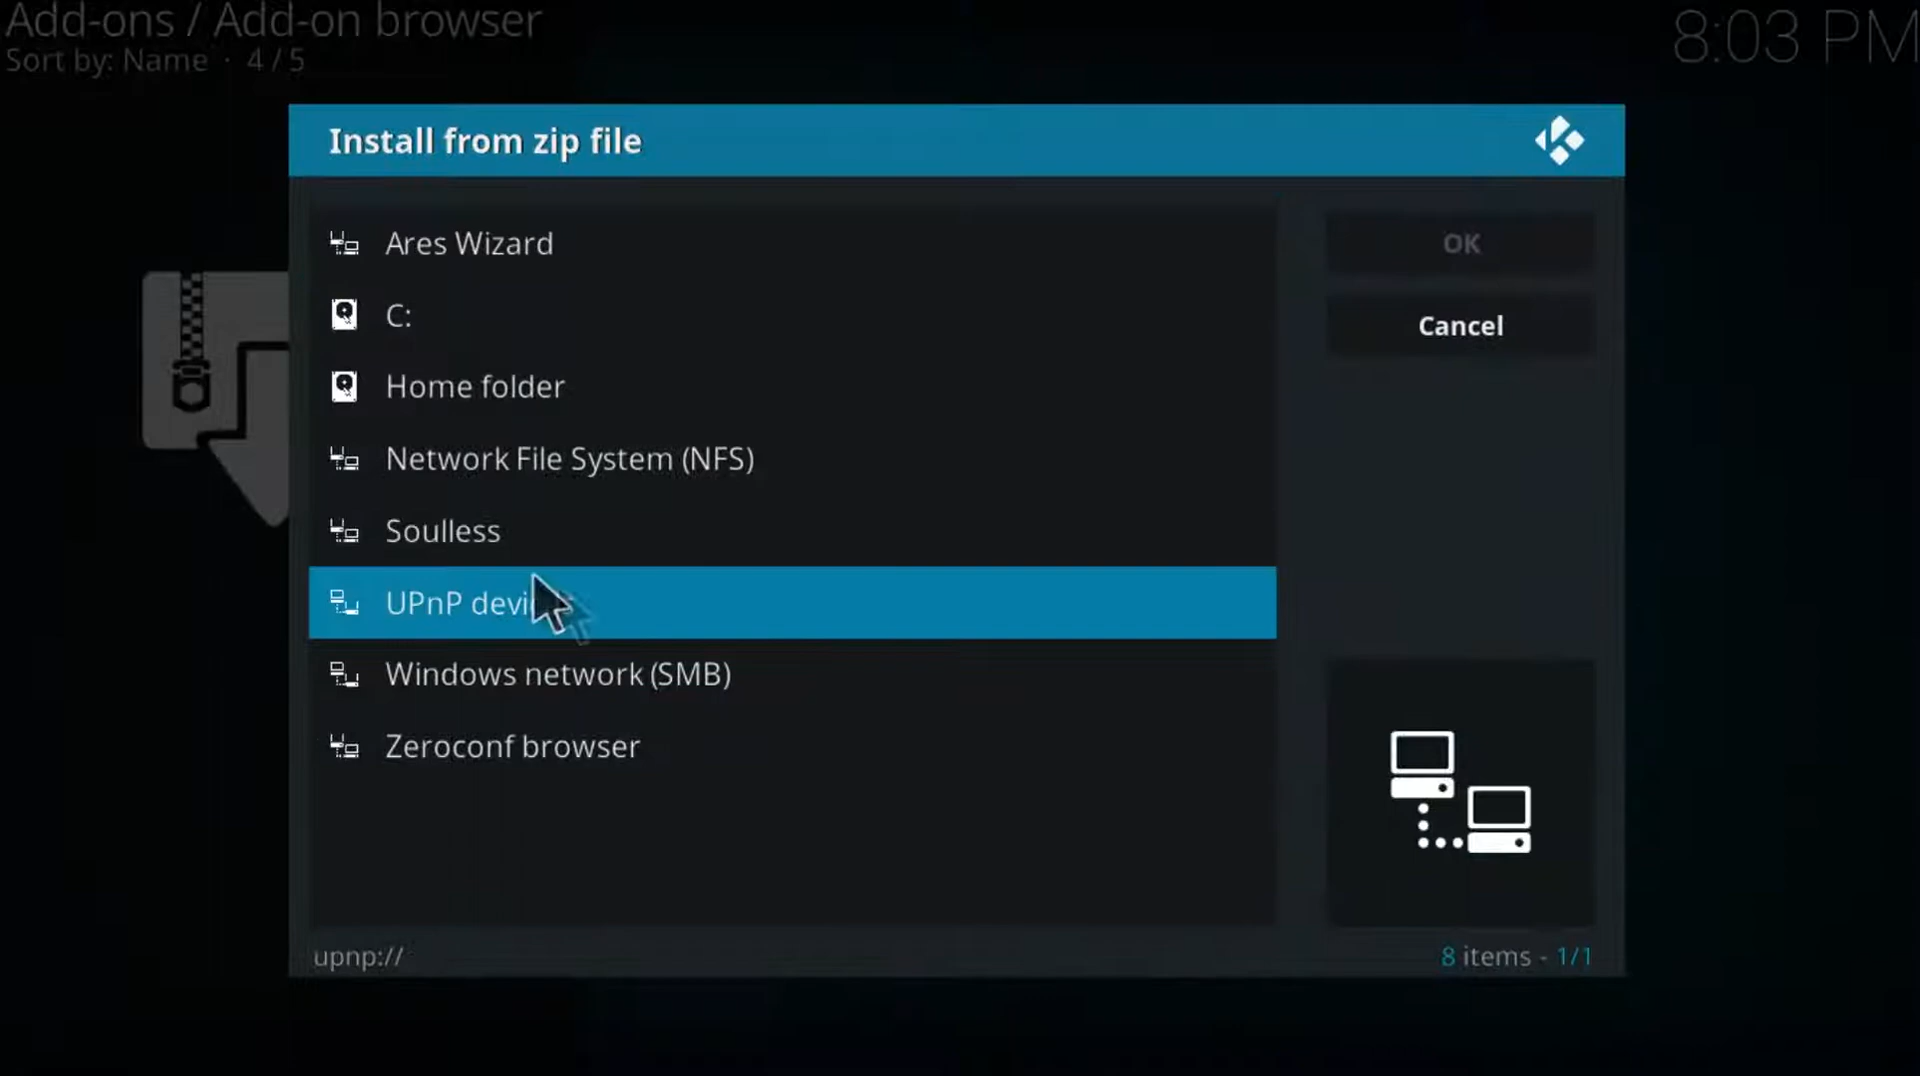 Add-ons / Add-on browser
Sort by: Name · 4 / 5
8:03 PM
Install from zip file
Ares Wizard
C:
Home folder
Network File System (NFS)
Soulless
UPnP devi
Windows network (SMB)
Zeroconf browser
OK
Cancel
upnp://
8 items - 1/1